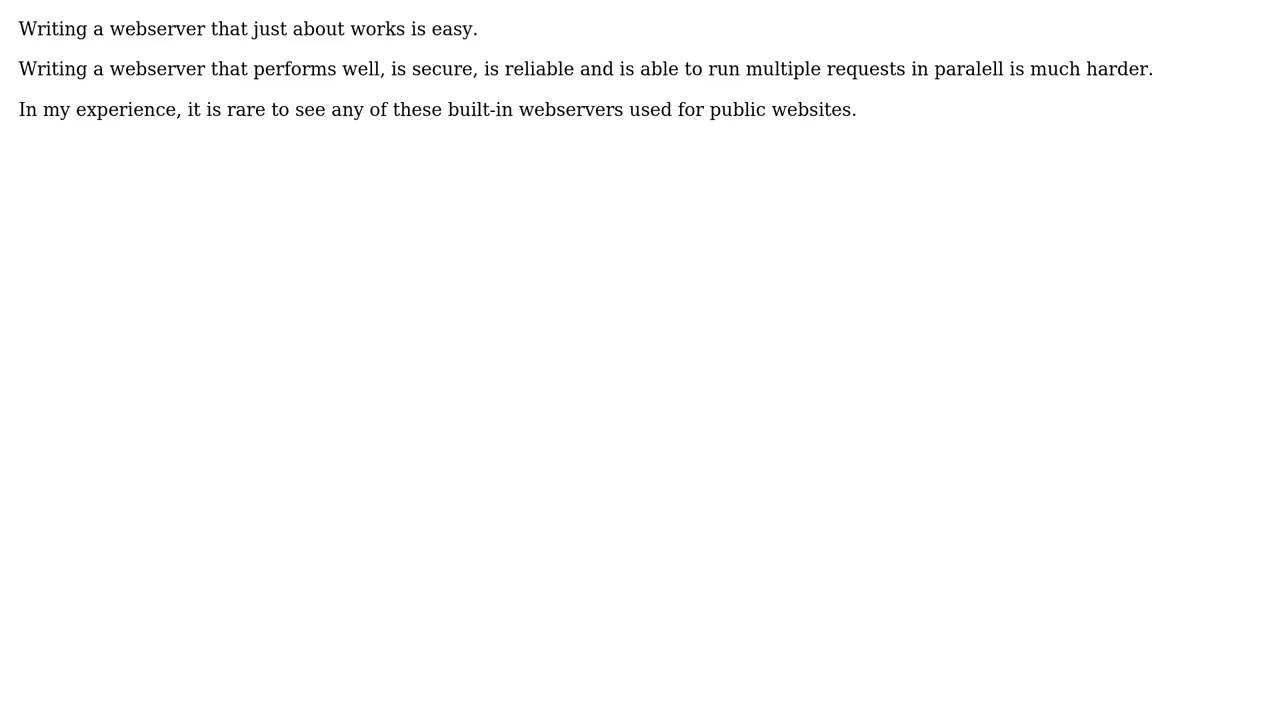 Writing a webserver that just about works is easy.
Writing a webserver that performs well, is secure, is reliable and is able to run multiple requests in paralell is much harder.
In my experience, it is rare to see any of these built-in webservers used for public websites.